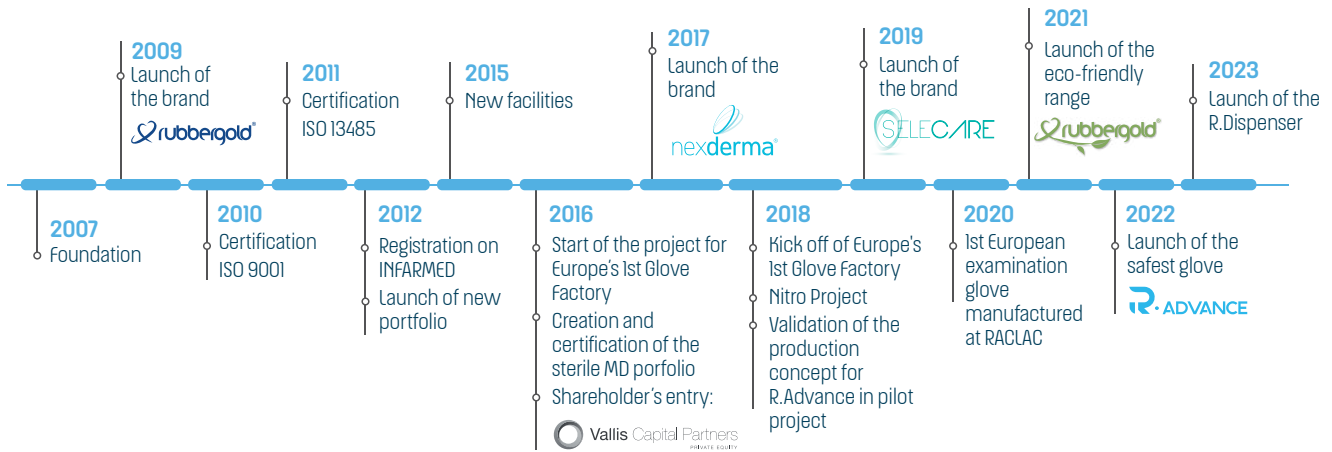 2009
Launch of
the brand
rubbergold®
2011
Certification
ISO 13485
2015
New facilities
2017
Launch of the
brand
nexderma®
2019
Launch of
the brand
SELECARE
2021
Launch of the
eco-friendly
range
rubbergold®
2023
Launch of the
R.Dispenser
2007
Foundation
2010
Certification
ISO 9001
2012
Registration on
INFARMED
Launch of new
portfolio
2016
Start of the project for
Europe's 1st Glove
Factory
Creation and
certification of the
sterile MD porfolio
Shareholder's entry:
Vallis Capital Partners
PRIVATE EQUITY
2018
Kick off of Europe's
1st Glove Factory
Nitro Project
Validation of the
production
concept for
R.Advance in pilot
project
2020
1st European
examination
glove
manufactured
at RACLAC
2022
Launch of the
safest glove
R. ADVANCE